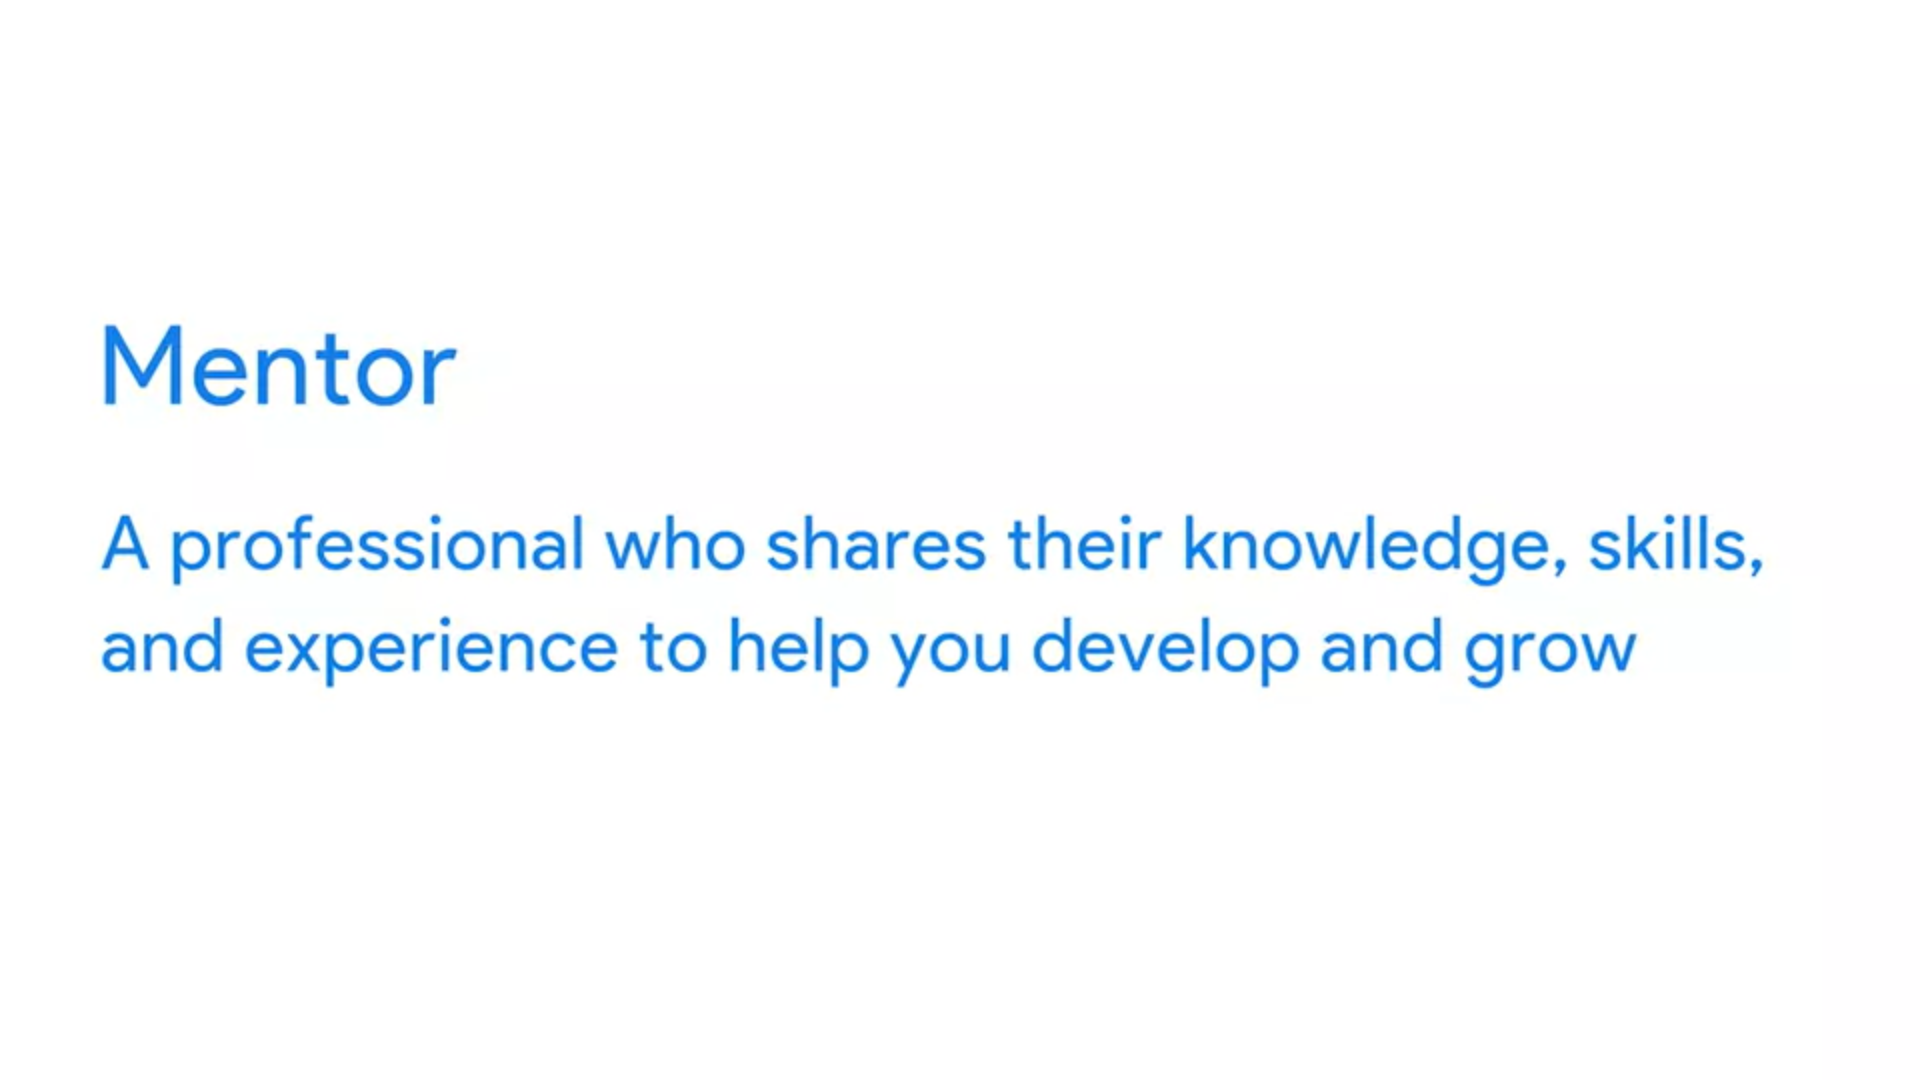 Mentor
A professional who shares their knowledge, skills,
and experience to help you develop and grow